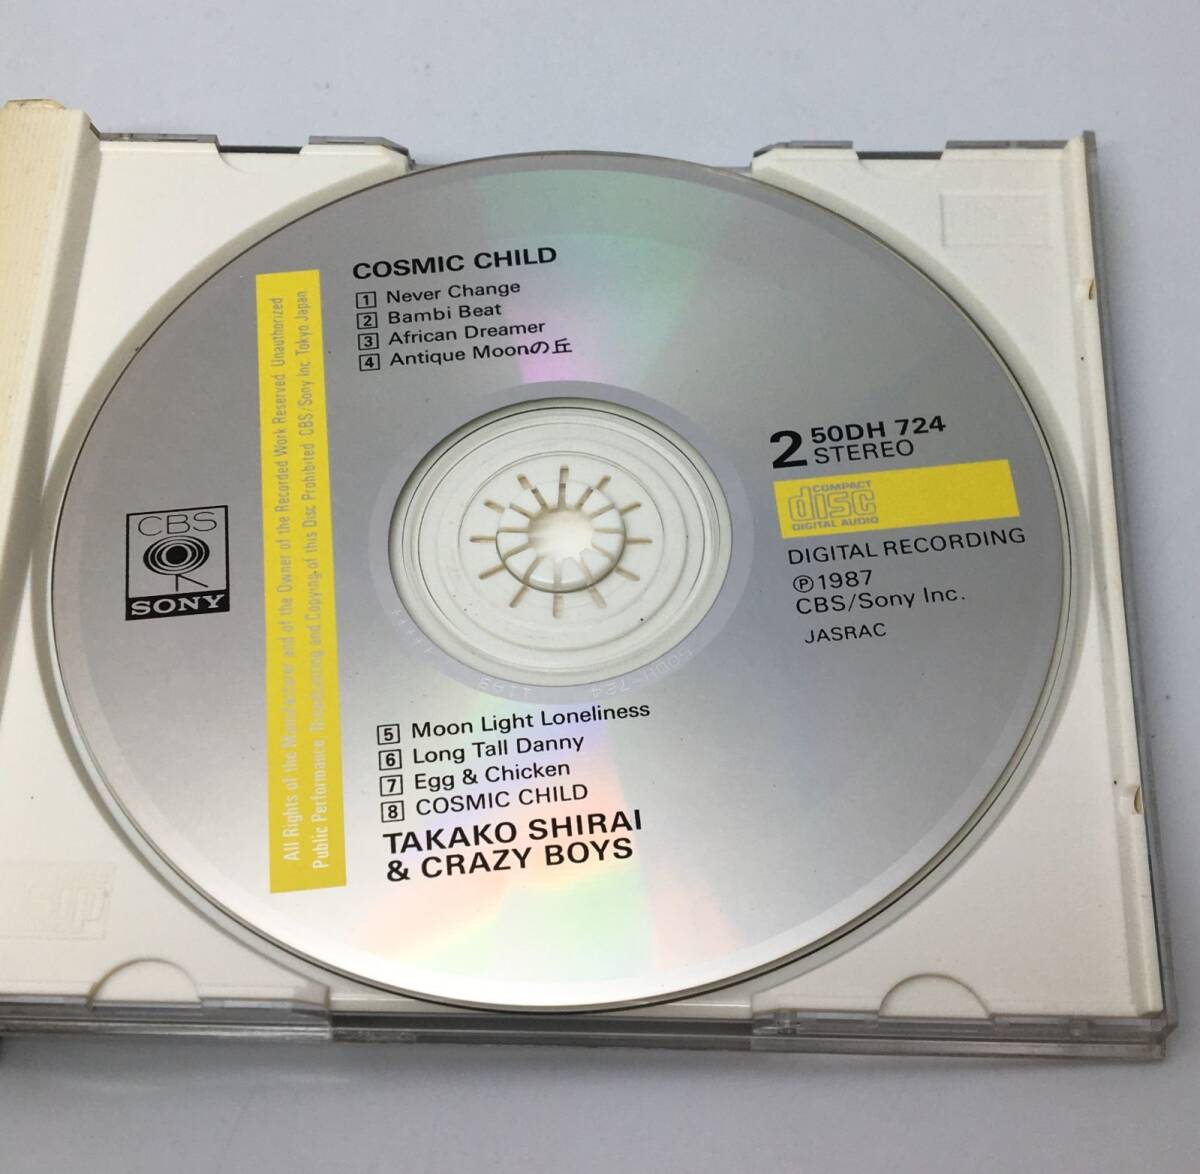 COSMIC CHILD
1 Never Change
2 Bambi Beat
3 African Dreamer
4 Antique Moonの丘
2 50DH 724
STEREO
COMPACT
disc
DIGITAL AUDIO
DIGITAL RECORDING
Ⓟ1987
CBS/Sony Inc.
JASRAC
CBS
SONY
All Rights of the Manufacturer and of the Owner of the Recorded Work Reserved. Unauthorized
Public Performance, Broadcasting and Copying of this Disc Prohibited. CBS/Sony Inc. Tokyo Japan.
50DH-724
5 Moon Light Loneliness
6 Long Tall Danny
7 Egg & Chicken
8 COSMIC CHILD
TAKAKO SHIRAI
& CRAZY BOYS